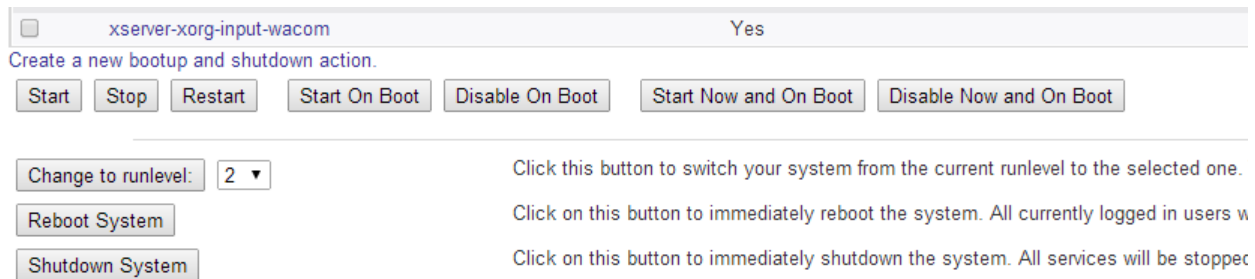 xserver-xorg-input-wacom Yes
Create a new bootup and shutdown action.
Start Stop Restart Start On Boot Disable On Boot Start Now and On Boot Disable Now and On Boot
Change to runlevel: 2 Click this button to switch your system from the current runlevel to the selected one.
Reboot System Click on this button to immediately reboot the system. All currently logged in users
Shutdown System Click on this button to immediately shutdown the system. All services will be stopped